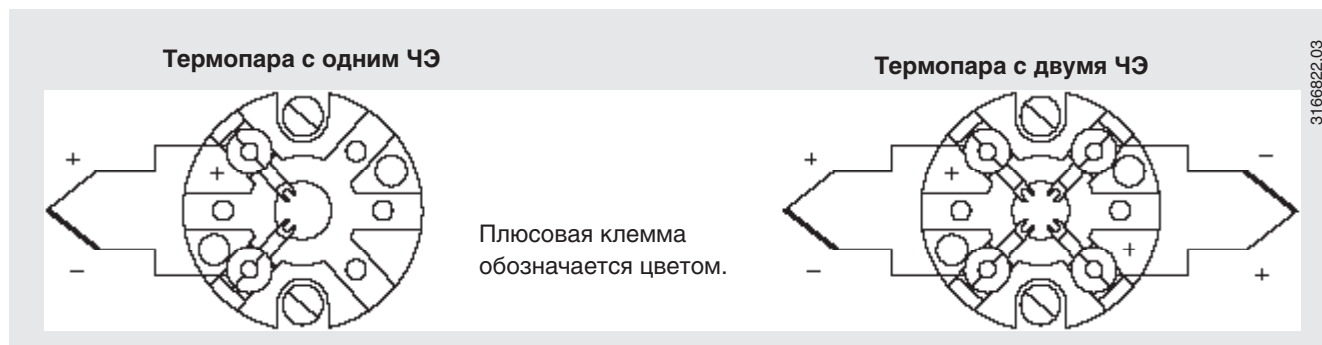 Термопара с одним ЧЭ
Термопара с двумя ЧЭ
3166822.03
+
+
−
Плюсовая клемма
обозначается цветом.
+
+
−
−
+
+